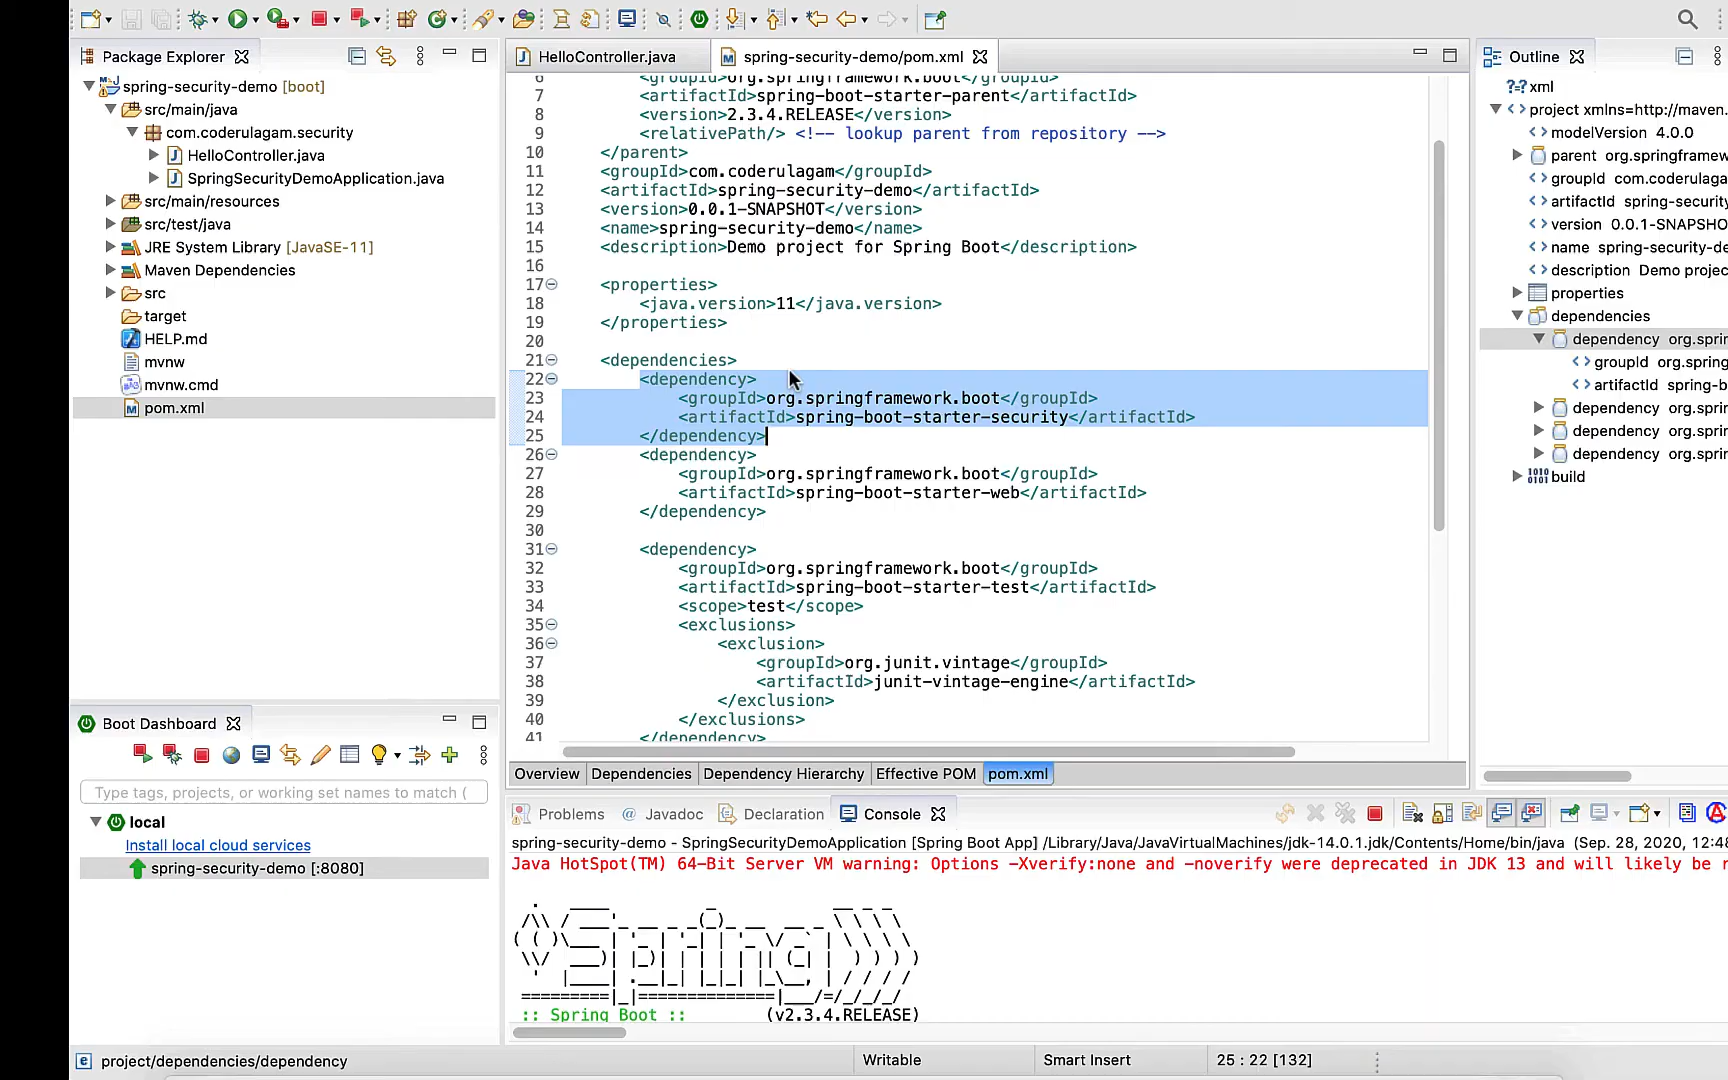 Package Explorer
HelloController.java
spring-security-demo/pom.xml
Outline
spring-security-demo [boot]
src/main/java
com.coderulagam.security
HelloController.java
SpringSecurityDemoApplication.java
src/main/resources
src/test/java
JRE System Library [JavaSE-11]
Maven Dependencies
src
target
HELP.md
mvnw
mvnw.cmd
pom.xml
6 <groupId>org.springframework.boot</groupId>
7 <artifactId>spring-boot-starter-parent</artifactId>
8 <version>2.3.4.RELEASE</version>
9 <relativePath/> <!-- lookup parent from repository -->
10 </parent>
11 <groupId>com.coderulagam</groupId>
12 <artifactId>spring-security-demo</artifactId>
13 <version>0.0.1-SNAPSHOT</version>
14 <name>spring-security-demo</name>
15 <description>Demo project for Spring Boot</description>
16
17 <properties>
18 <java.version>11</java.version>
19 </properties>
20
21 <dependencies>
22 <dependency>
23 <groupId>org.springframework.boot</groupId>
24 <artifactId>spring-boot-starter-security</artifactId>
25 </dependency>
26 <dependency>
27 <groupId>org.springframework.boot</groupId>
28 <artifactId>spring-boot-starter-web</artifactId>
29 </dependency>
30
31 <dependency>
32 <groupId>org.springframework.boot</groupId>
33 <artifactId>spring-boot-starter-test</artifactId>
34 <scope>test</scope>
35 <exclusions>
36 <exclusion>
37 <groupId>org.junit.vintage</groupId>
38 <artifactId>junit-vintage-engine</artifactId>
39 </exclusion>
40 </exclusions>
41 </dependency>
?=? xml
project xmlns=http://maven.
modelVersion 4.0.0
parent org.springframew
groupId com.coderulaga
artifactId spring-security
version 0.0.1-SNAPSHO
name spring-security-de
description Demo projec
properties
dependencies
dependency org.sprin
groupId org.spring
artifactId spring-b
dependency org.sprin
dependency org.sprin
dependency org.sprin
build
Overview Dependencies Dependency Hierarchy Effective POM pom.xml
Boot Dashboard
Type tags, projects, or working set names to match (
local
Install local cloud services
spring-security-demo [:8080]
Problems @ Javadoc Declaration Console
spring-security-demo - SpringSecurityDemoApplication [Spring Boot App] /Library/Java/JavaVirtualMachines/jdk-14.0.1.jdk/Contents/Home/bin/java (Sep. 28, 2020, 12:48
Java HotSpot(TM) 64-Bit Server VM warning: Options -Xverify:none and -noverify were deprecated in JDK 13 and will likely be r
Spring
:: Spring Boot :: (v2.3.4.RELEASE)
project/dependencies/dependency
Writable
Smart Insert
25 : 22 [132]